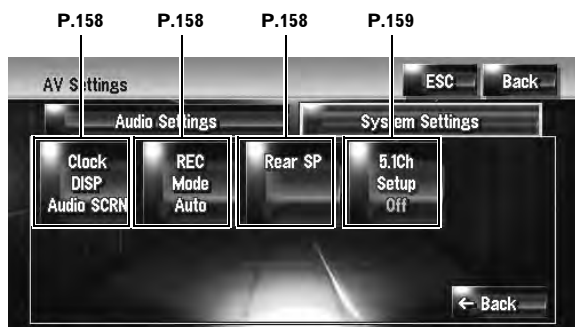 P.158 P.158 P.158 P.159
AV Settings ESC Back
Audio Settings System Settings
Clock
DISP
Audio SCRN
REC
Mode
Auto
Rear SP
5.1Ch
Setup
Off
← Back